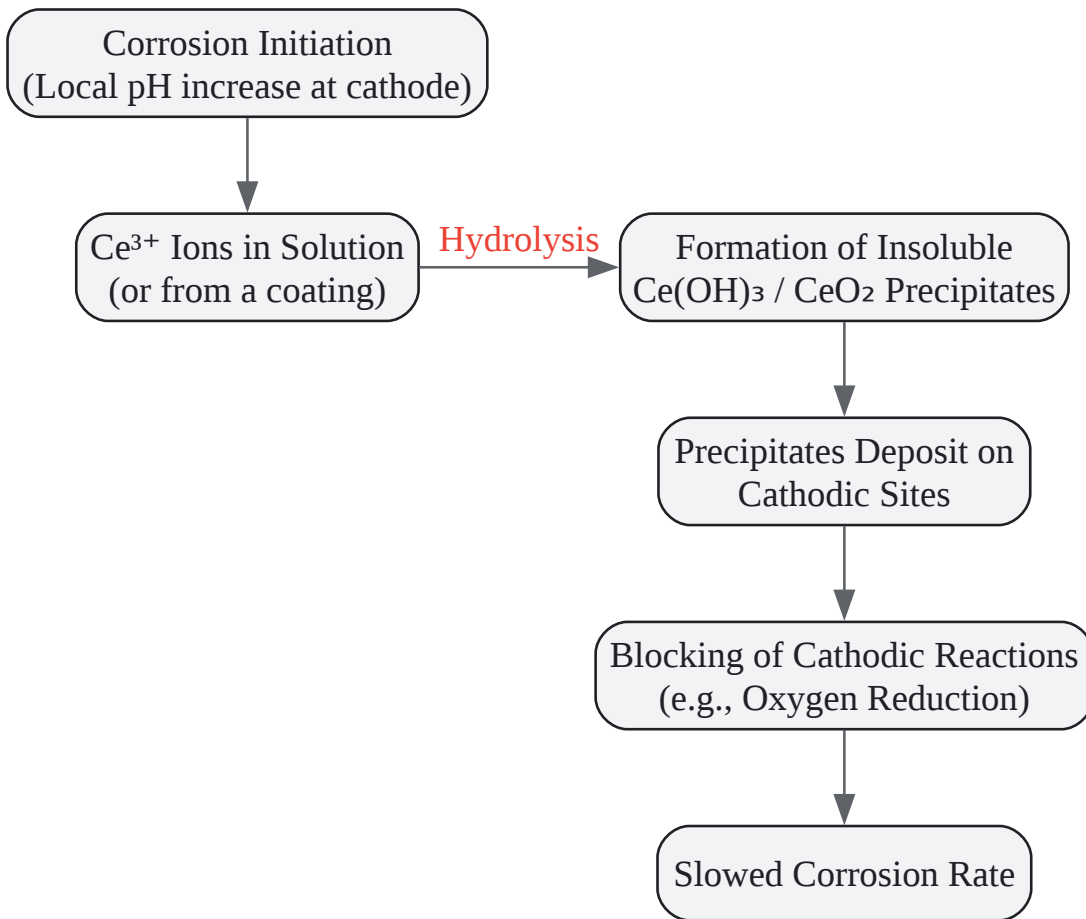 Corrosion Initiation
(Local pH increase at cathode)
Ce³⁺ Ions in Solution
(or from a coating)
Hydrolysis
Formation of Insoluble
Ce(OH)₃ / CeO₂ Precipitates
Precipitates Deposit on
Cathodic Sites
Blocking of Cathodic Reactions
(e.g., Oxygen Reduction)
Slowed Corrosion Rate